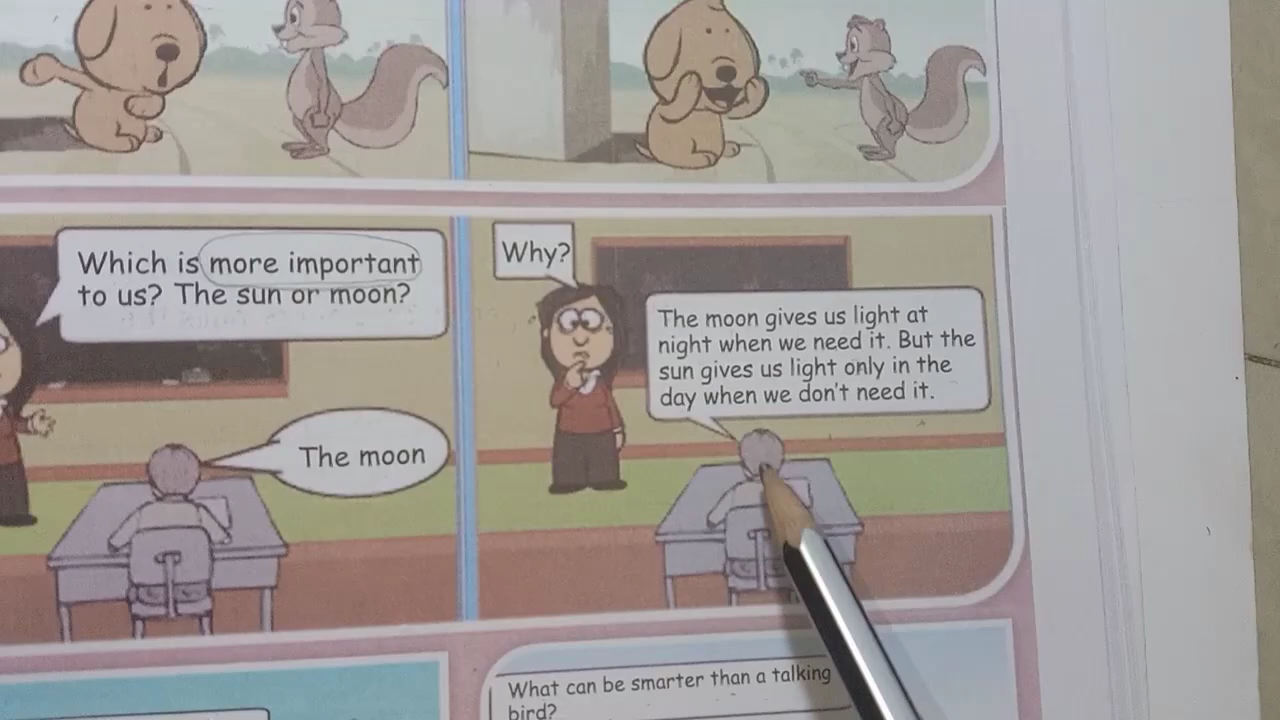 Which is more important
to us? The sun or moon?
The moon
Why?
The moon gives us light at
night when we need it. But the
sun gives us light only in the
day when we don't need it.
What can be smarter than a talking
bird?